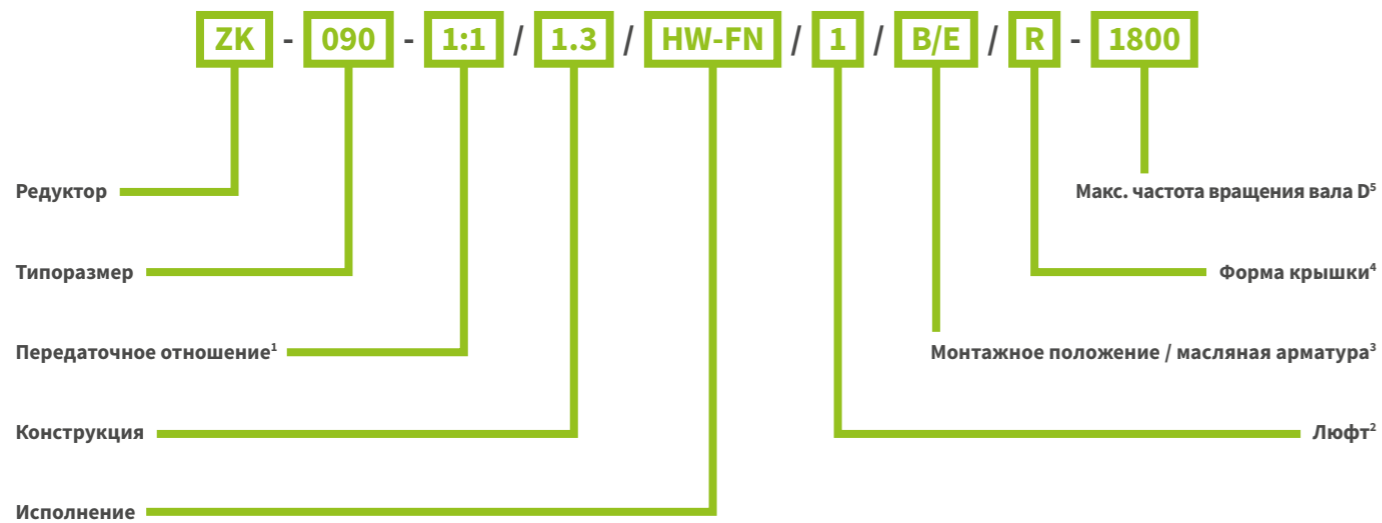 ZK - 090 - 1:1 / 1.3 / HW-FN / 1 / B/E / R - 1800
Редуктор
Макс. частота вращения вала D⁵
Типоразмер
Форма крышки⁴
Передаточное отношение¹
Монтажное положение / масляная арматура³
Конструкция
Люфт²
Исполнение